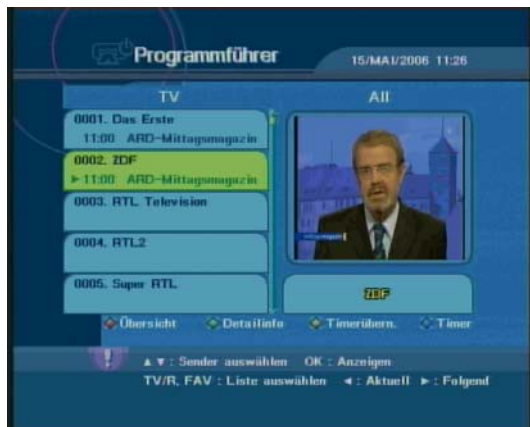 Programmführer
15/MAI/2006 11:26
TV
All
0001. Das Erste
11:00 ARD-Mittagsmagazin
0002. ZDF
▶ 11:00 ARD-Mittagsmagazin
0003. RTL Television
0004. RTL2
0005. Super RTL
ZDF
Übersicht Detailinfo Timerübern. Timer
▲ ▼ : Sender auswählen OK : Anzeigen
TV/R, FAV : Liste auswählen ◄ : Aktuell ► : Folgend